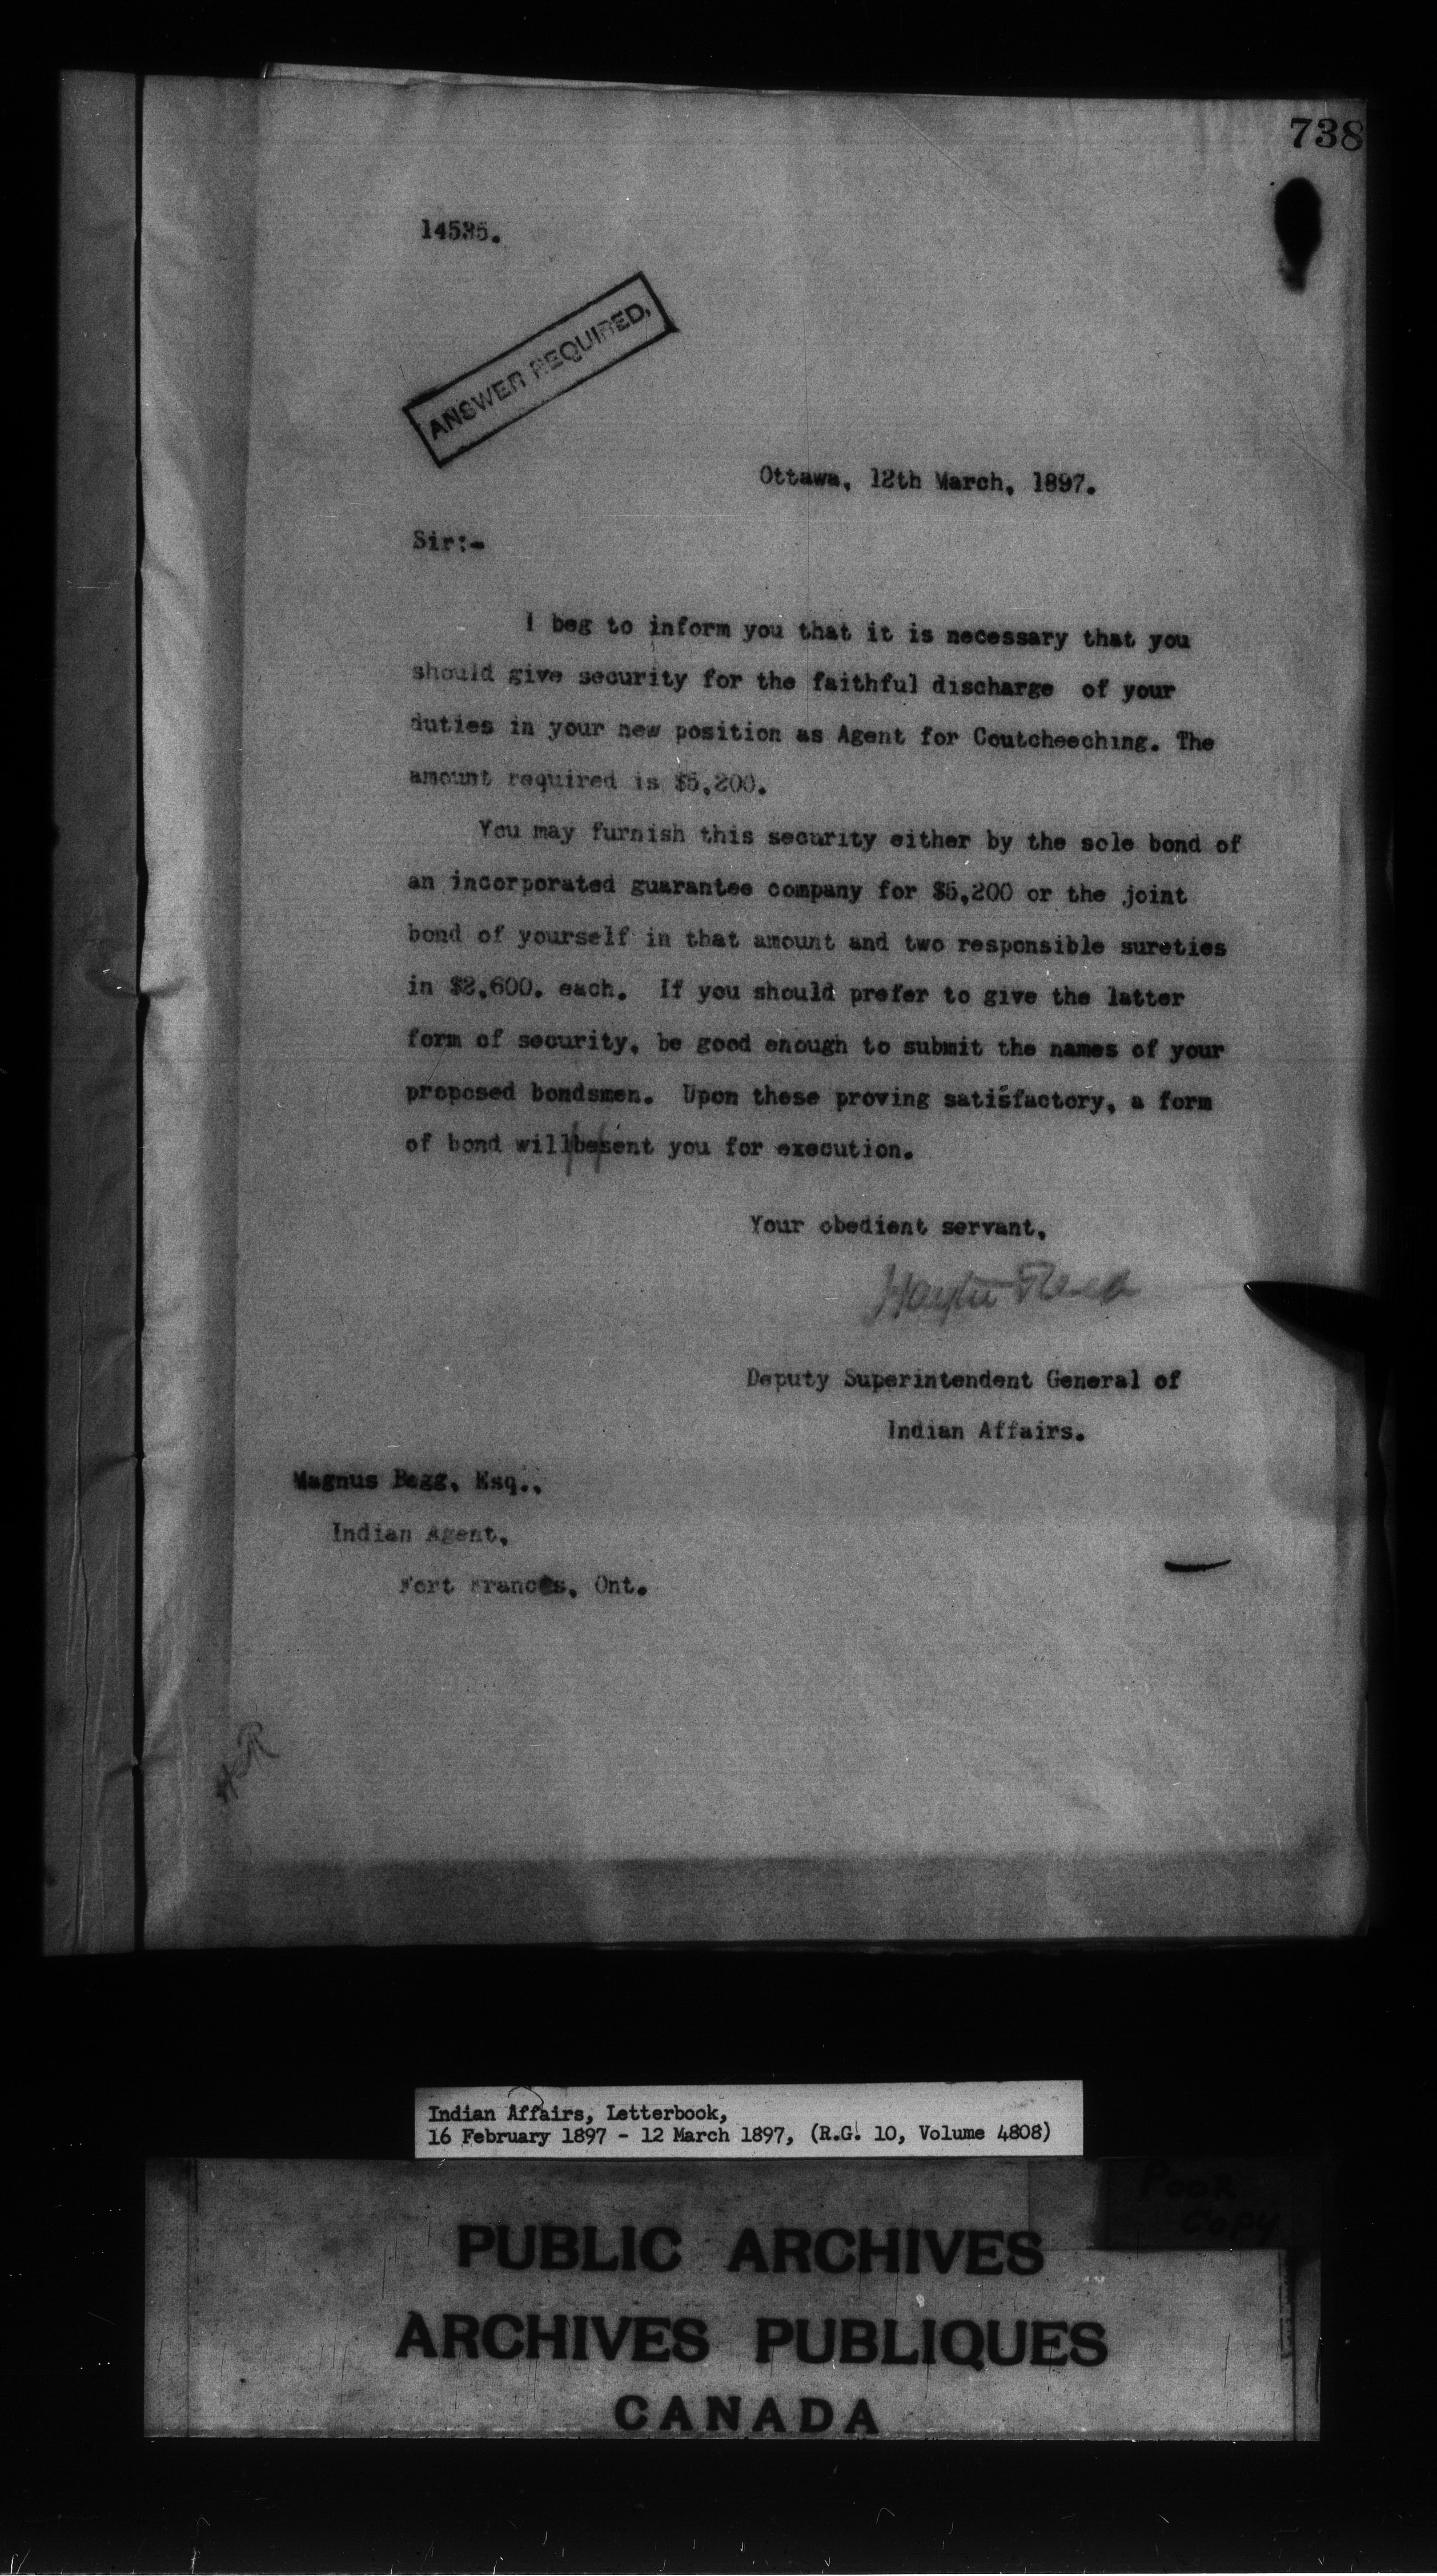 738
14535.
ANSWER REQUIRED.
Ottawa, 12th March, 1897.
Sir:-
I beg to inform you that it is necessary that you
should give security for the faithful discharge of your
duties in your new position as Agent for Coutcheeching. The
amount required is $5,200.
You may furnish this security either by the sole bond of
an incorporated guarantee company for $5,200 or the joint
bond of yourself in that amount and two responsible sureties
in $2,600. each. If you should prefer to give the latter
form of security, be good enough to submit the names of your
proposed bondsmen. Upon these proving satisfactory, a form
of bond will be sent you for execution.
Your obedient servant,
Hayter Reed
Deputy Superintendent General of
Indian Affairs.
Magnus Begg, Esq.,
Indian Agent,
Fort Frances, Ont.
HR
Indian Affairs, Letterbook,
16 February 1897 - 12 March 1897, (R.G. 10, Volume 4808)
Poor
Copy
PUBLIC ARCHIVES
ARCHIVES PUBLIQUES
CANADA